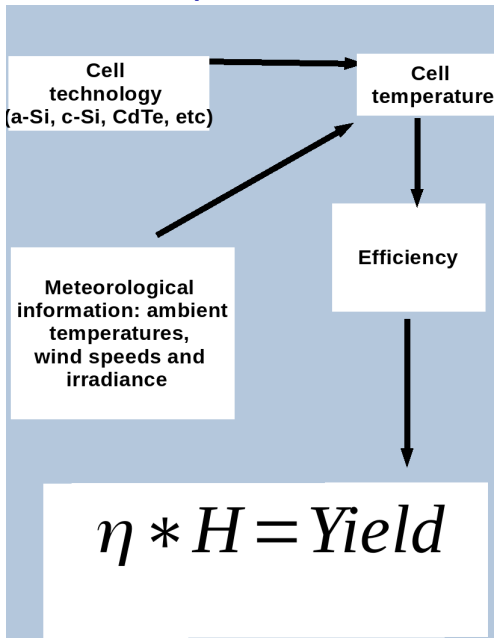 Cell
technology
(a-Si, c-Si, CdTe, etc)
Cell
temperature
Efficiency
Meteorological
information: ambient
temperatures,
wind speeds and
irradiance
η * H = Yield